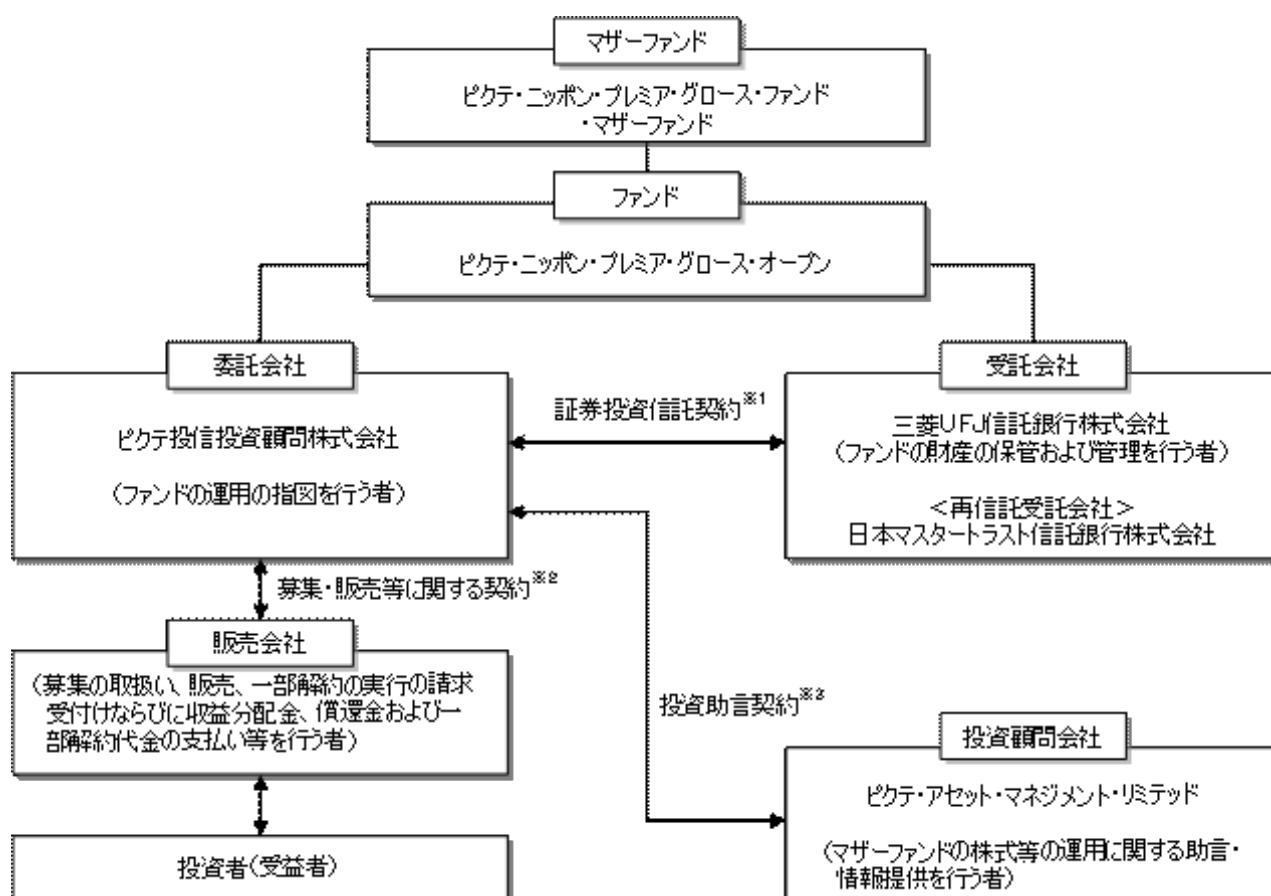 マザーファンド
ピクテ・ニッポン・プレミア・グロース・ファンド
・マザーファンド
ファンド
ピクテ・ニッポン・プレミア・グロース・オープン
委託会社
ピクテ投信投資顧問株式会社
(ファンドの運用の指図を行う者)
証券投資信託契約※1
受託会社
三菱UFJ信託銀行株式会社
(ファンドの財産の保管および管理を行う者)
<再信託受託会社>
日本マスタートラスト信託銀行株式会社
募集・販売等に関する契約※2
販売会社
(募集の取扱い、販売、一部解約の実行の請求
受付けならびに収益分配金、償還金および一
部解約代金の支払い等を行う者)
投資助言契約※3
投資顧問会社
ピクテ・アセット・マネジメント・リミテッド
(マザーファンドの株式等の運用に関する助言・
情報提供を行う者)
投資者(受益者)